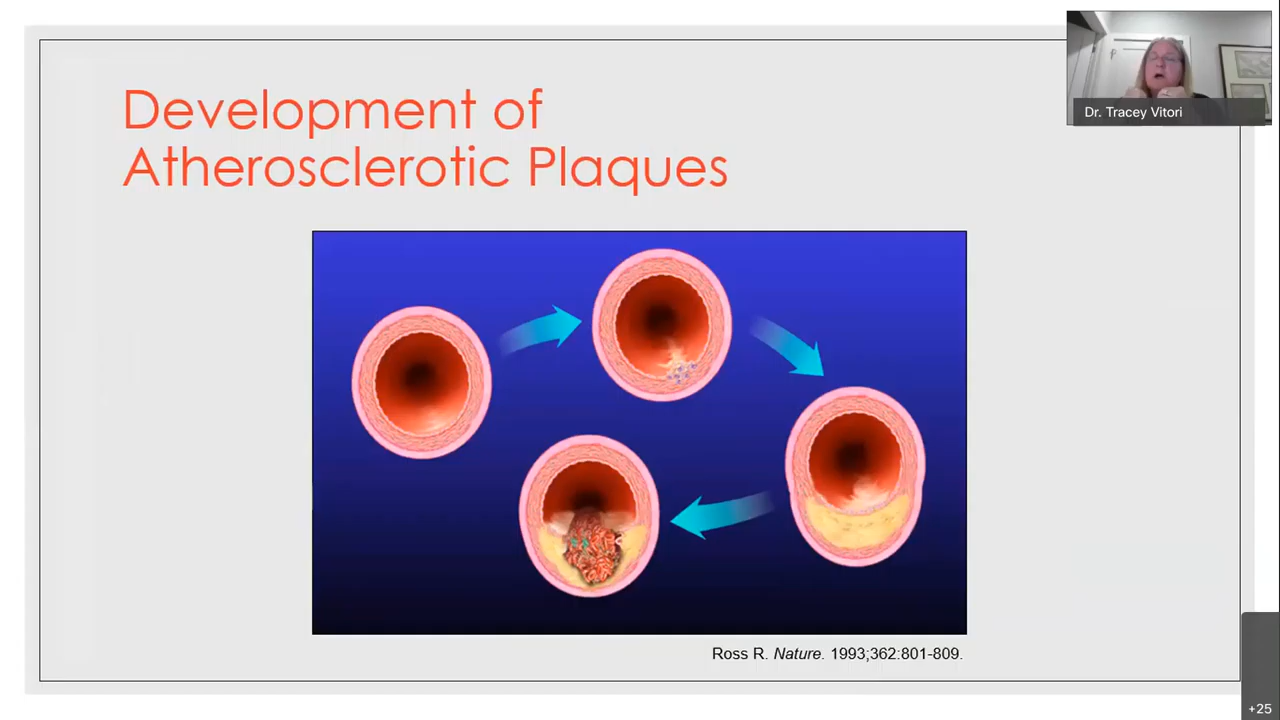 Development of
Atherosclerotic Plaques
Dr. Tracey Vitori
Ross R. Nature. 1993;362:801-809.
+25